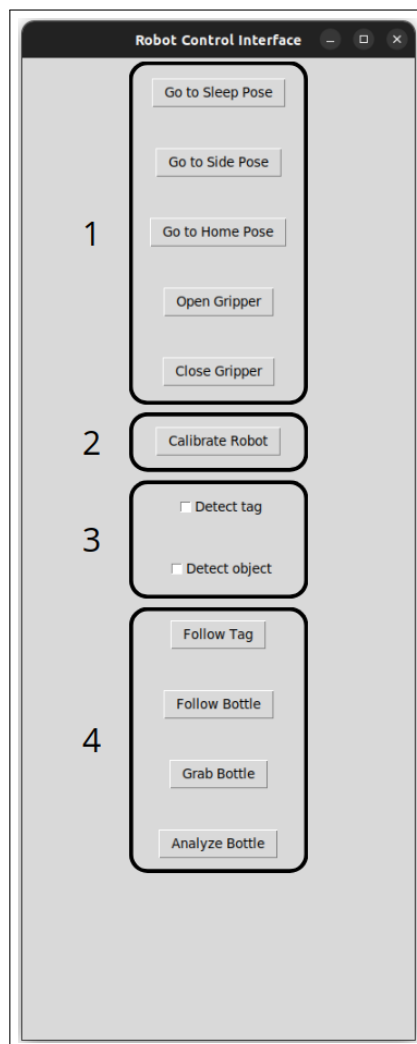 Robot Control Interface
Go to Sleep Pose
Go to Side Pose
1
Go to Home Pose
Open Gripper
Close Gripper
2
Calibrate Robot
Detect tag
3
Detect object
Follow Tag
Follow Bottle
4
Grab Bottle
Analyze Bottle